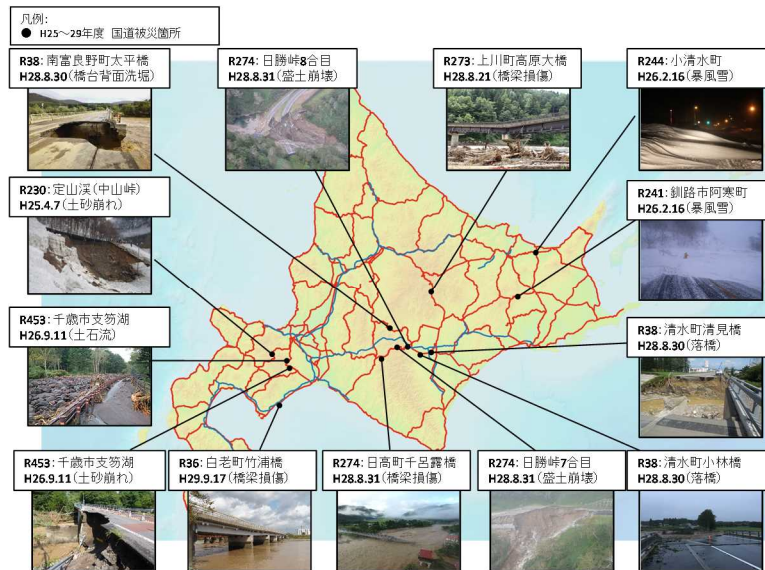 凡例:
● H25～29年度 国道被災箇所
R38: 南富良野町太平橋
H28.8.30(橋台背面洗堀)
R274: 日勝峠8合目
H28.8.31(盛土崩壊)
R273: 上川町高原大橋
H28.8.21(橋梁損傷)
R244: 小清水町
H26.2.16(暴風雪)
R230: 定山渓(中山峠)
H25.4.7(土砂崩れ)
R241: 釧路市阿寒町
H26.2.16(暴風雪)
R453: 千歳市支笏湖
H26.9.11(土石流)
R38: 清水町清見橋
H28.8.30(落橋)
R453: 千歳市支笏湖
H26.9.11(土砂崩れ)
R36: 白老町竹浦橋
H29.9.17(橋梁損傷)
R274: 日高町千呂露橋
H28.8.31(橋梁損傷)
R274: 日勝峠7合目
H28.8.31(盛土崩壊)
R38: 清水町小林橋
H28.8.30(落橋)